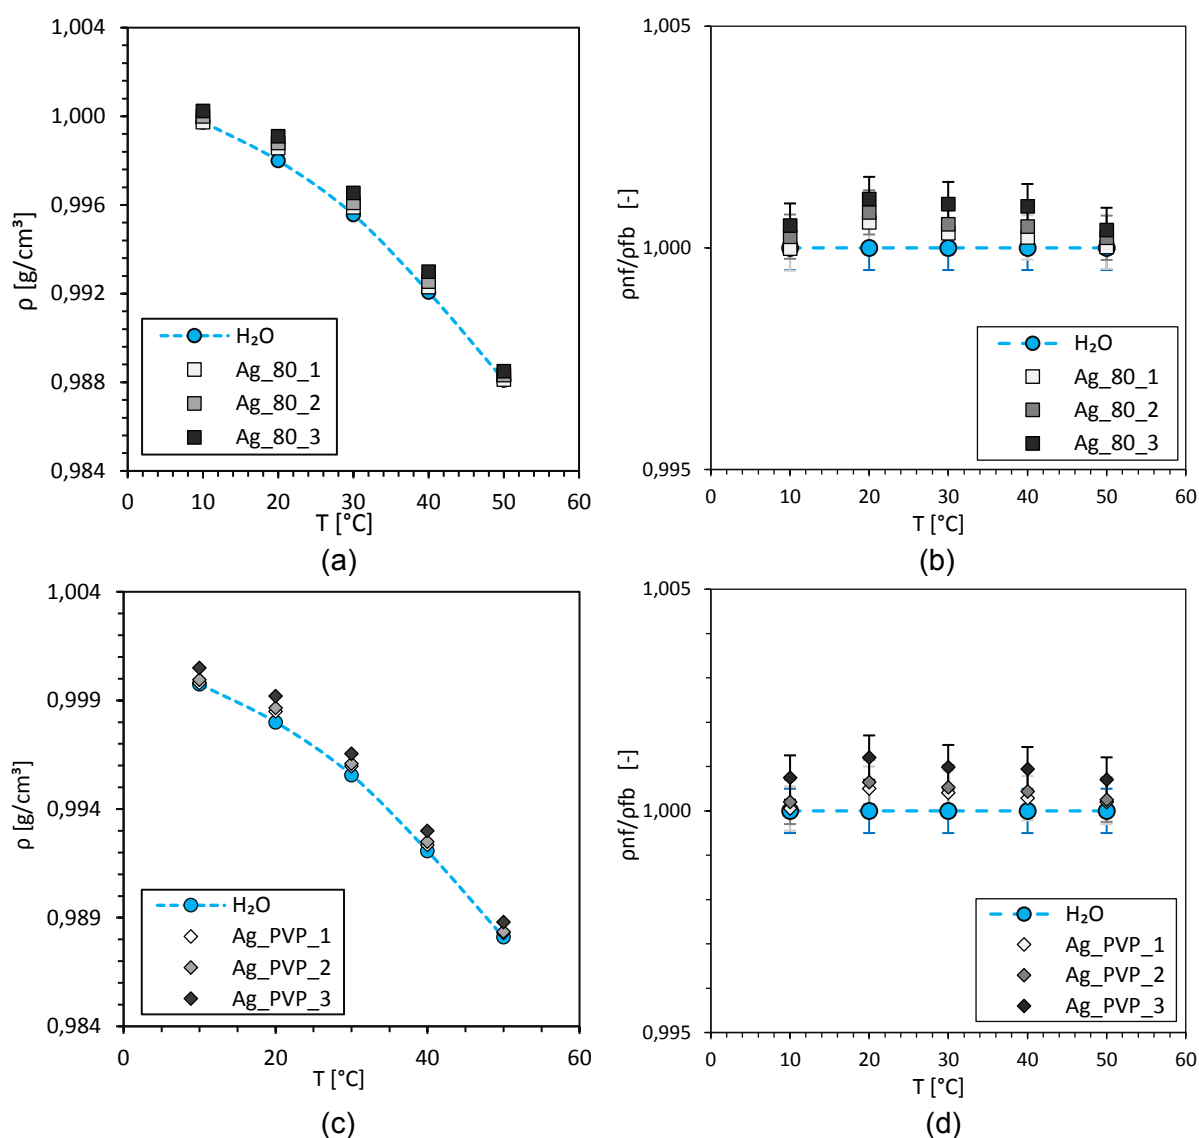 1,004
1,000
0,996
0,992
0,988
0,984
ρ [g/cm³]
H₂O
Ag_80_1
Ag_80_2
Ag_80_3
0 10 20 30 40 50 60
T [°C]
(a)
1,005
1,000
0,995
ρnf/ρfb [-]
H₂O
Ag_80_1
Ag_80_2
Ag_80_3
0 10 20 30 40 50 60
T [°C]
(b)
1,004
0,999
0,994
0,989
0,984
ρ [g/cm³]
H₂O
Ag_PVP_1
Ag_PVP_2
Ag_PVP_3
0 10 20 30 40 50 60
T [°C]
(c)
1,005
1,000
0,995
ρnf/ρfb [-]
H₂O
Ag_PVP_1
Ag_PVP_2
Ag_PVP_3
0 10 20 30 40 50 60
T [°C]
(d)